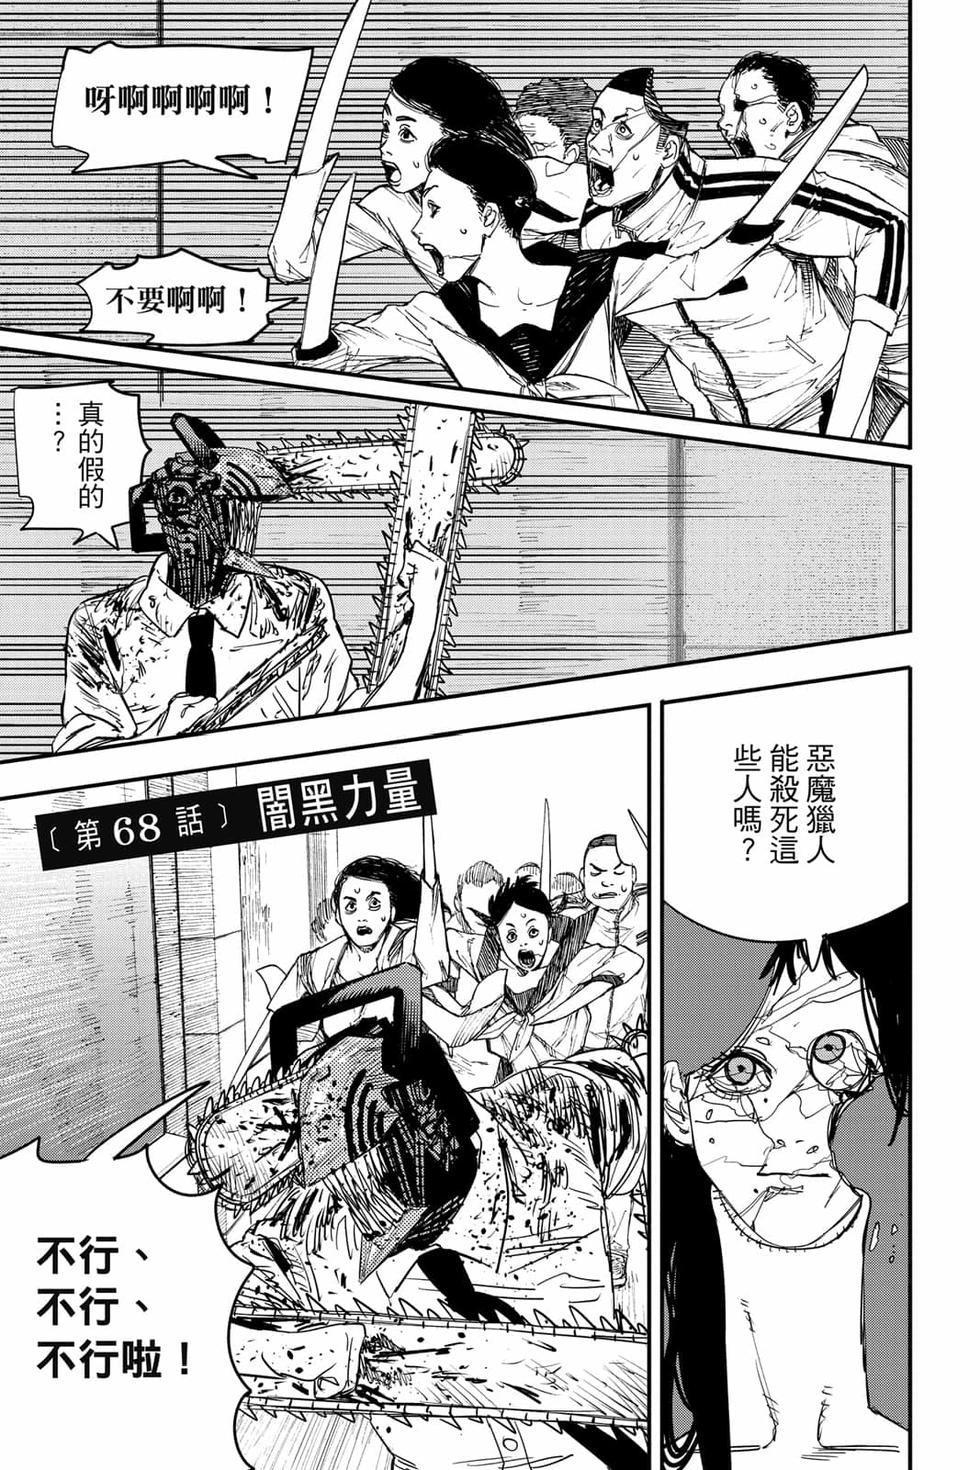 呀啊啊啊啊！
不要啊啊！
真的假的
…？
惡魔獵人
能殺死這
些人嗎？
〔第68話〕闇黑力量
不行、
不行、
不行啦！